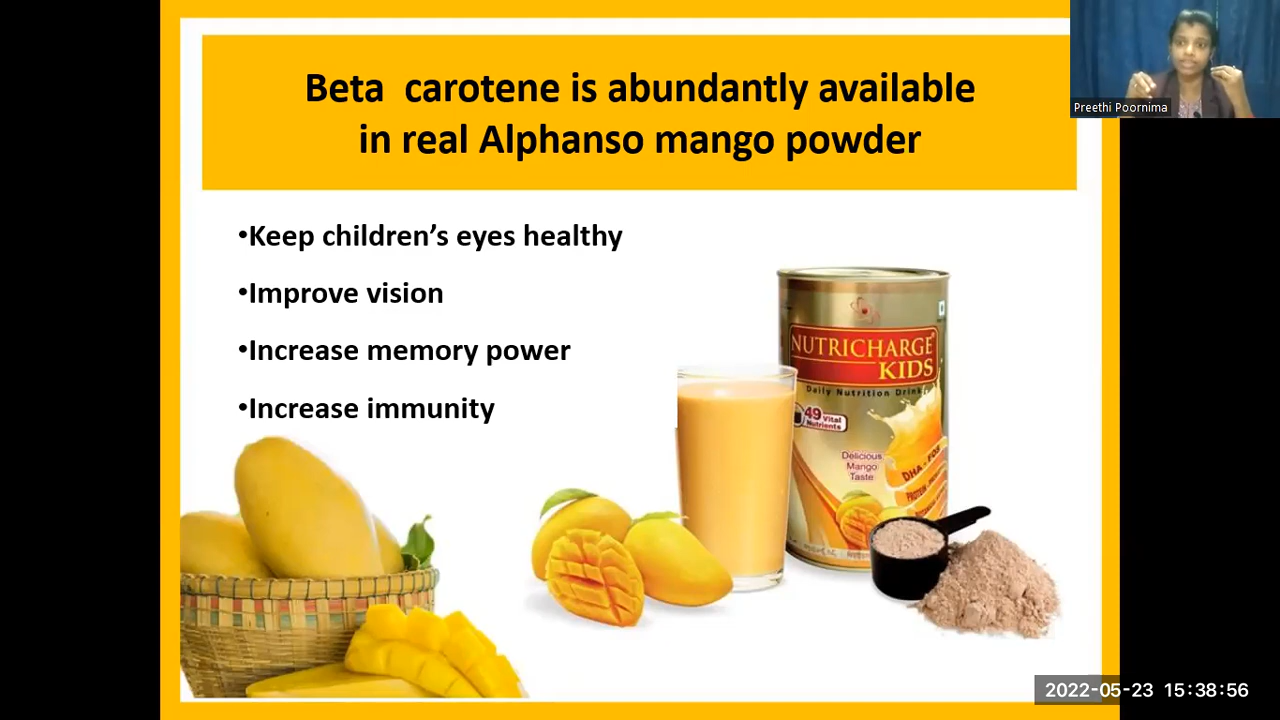 Beta carotene is abundantly available
in real Alphanso mango powder
Preethi Poornima
•Keep children’s eyes healthy
•Improve vision
•Increase memory power
•Increase immunity
NUTRICHARGE
KIDS
Daily Nutrition Drink
49 Vital
Nutrients
Delicious
Mango
Taste
DHA - FOS
2022-05-23 15:38:56